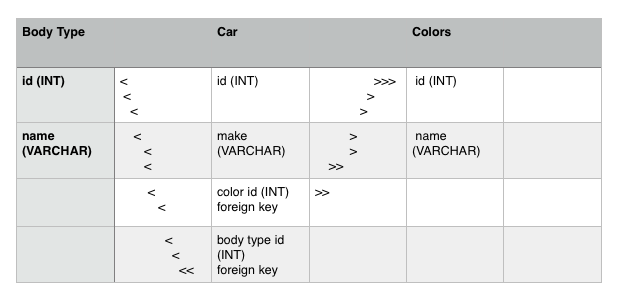 Body Type Car Colors
id (INT) < id (INT) >>> id (INT)
< >
< >
name < make > name
(VARCHAR) < (VARCHAR) > (VARCHAR)
< >>
< color id (INT) >>
< foreign key
< body type id
< (INT)
<< foreign key